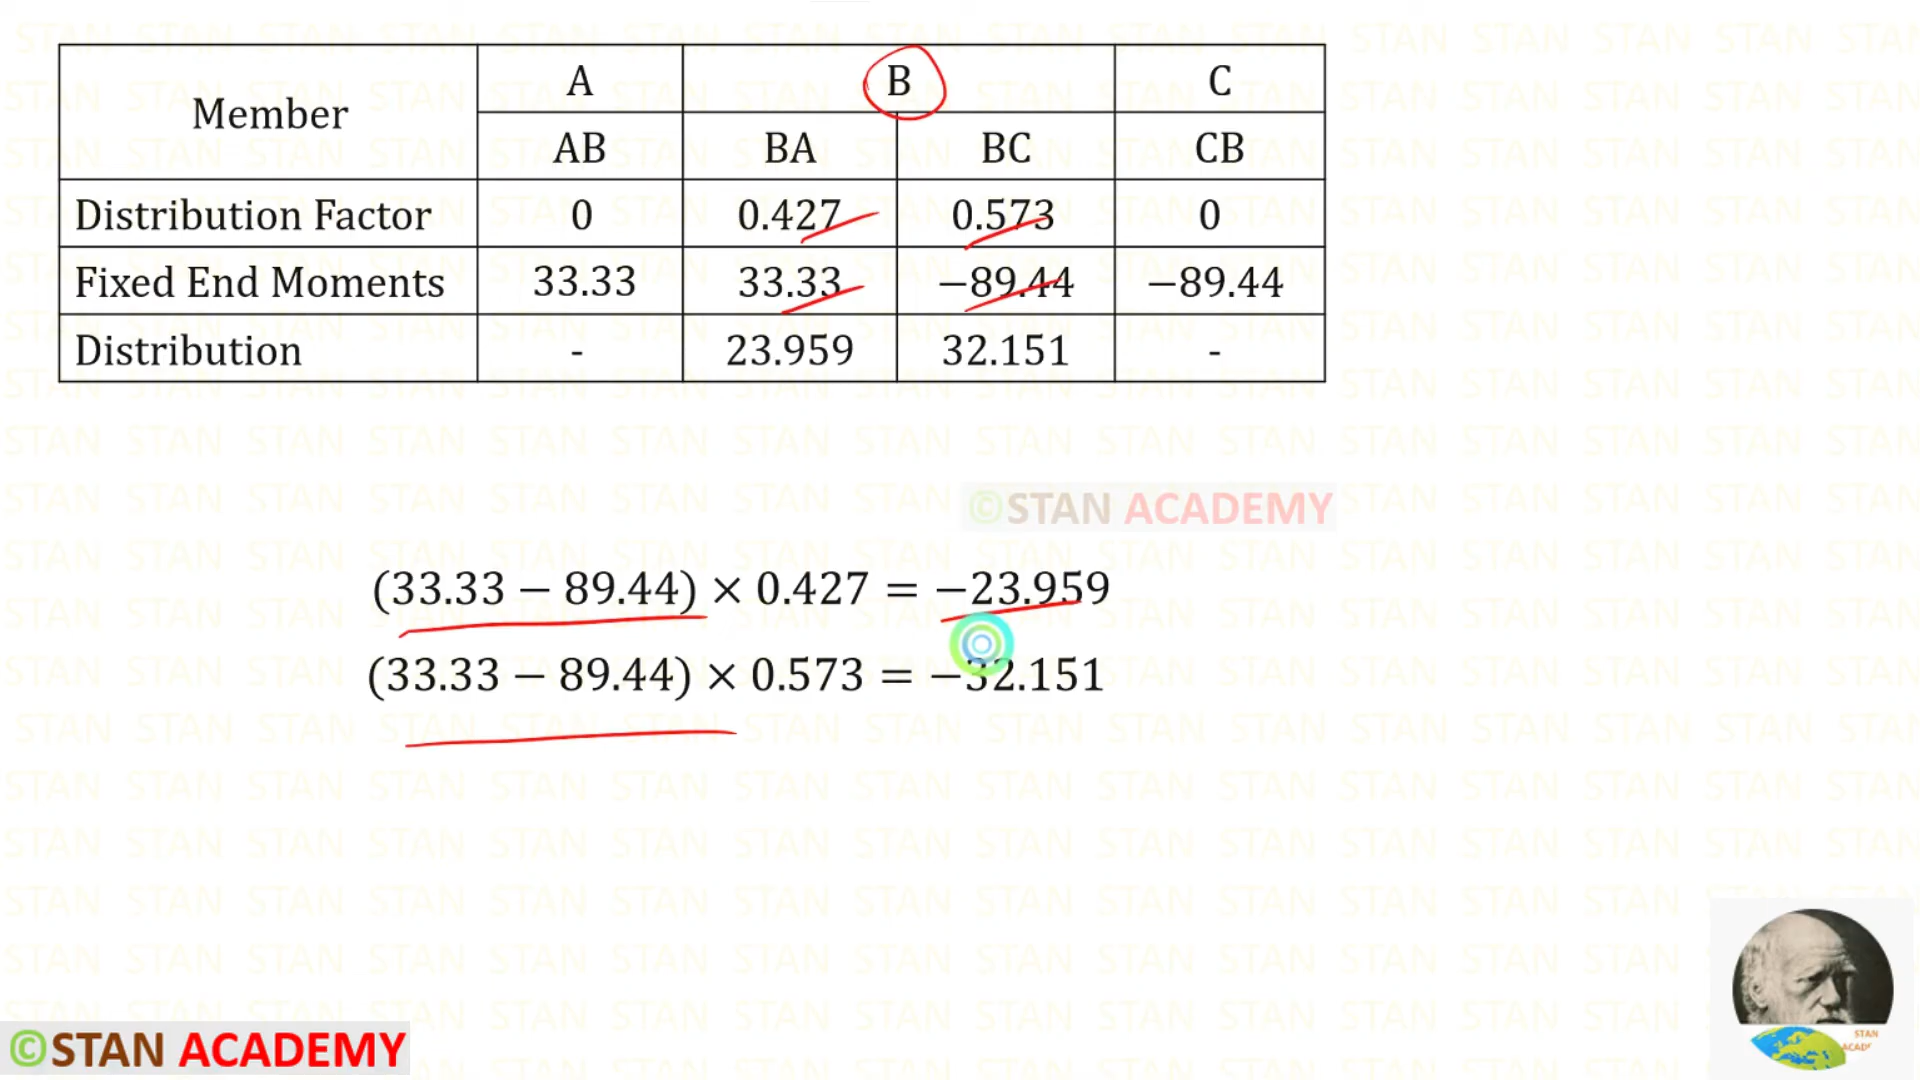 Member A B C
AB BA BC CB
Distribution Factor 0 0.427 0.573 0
Fixed End Moments 33.33 33.33 −89.44 −89.44
Distribution - 23.959 32.151 -
©STAN ACADEMY
(33.33 − 89.44) × 0.427 = −23.959
(33.33 − 89.44) × 0.573 = −32.151
©STAN ACADEMY
STAN